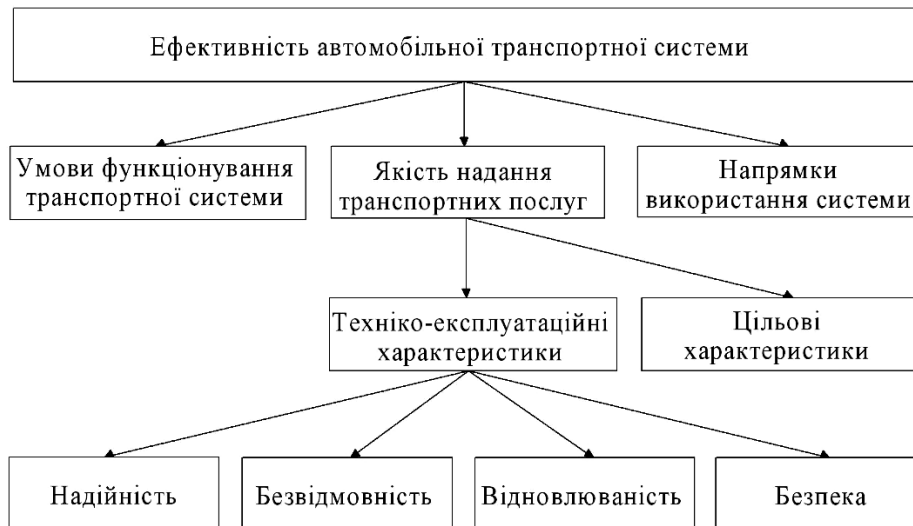 Ефективність автомобільної транспортної системи
Умови функціонування
транспортної системи
Якість надання
транспортних послуг
Напрямки
використання системи
Техніко-експлуатаційні
характеристики
Цільові
характеристики
Надійність
Безвідмовність
Відновлюваність
Безпека